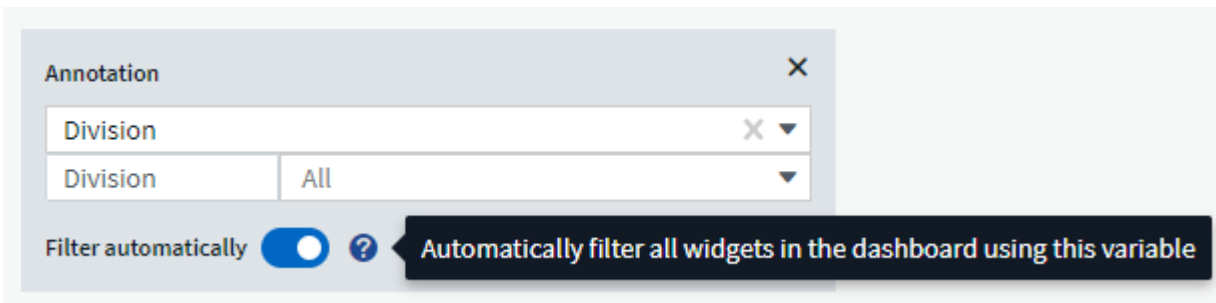 Annotation
Division
Division All
Filter automatically ? Automatically filter all widgets in the dashboard using this variable